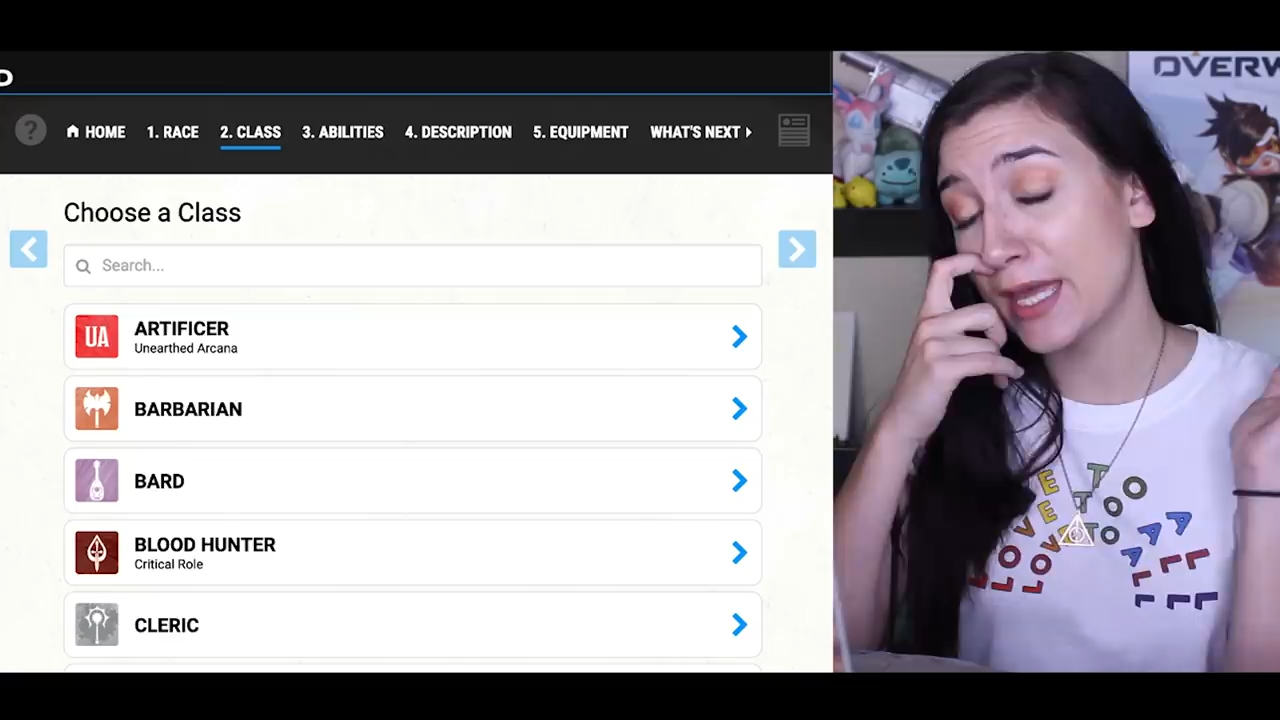 HOME 1. RACE 2. CLASS 3. ABILITIES 4. DESCRIPTION 5. EQUIPMENT WHAT'S NEXT
Choose a Class
Search...
UA ARTIFICER
Unearthed Arcana
BARBARIAN
BARD
BLOOD HUNTER
Critical Role
CLERIC
OVERW